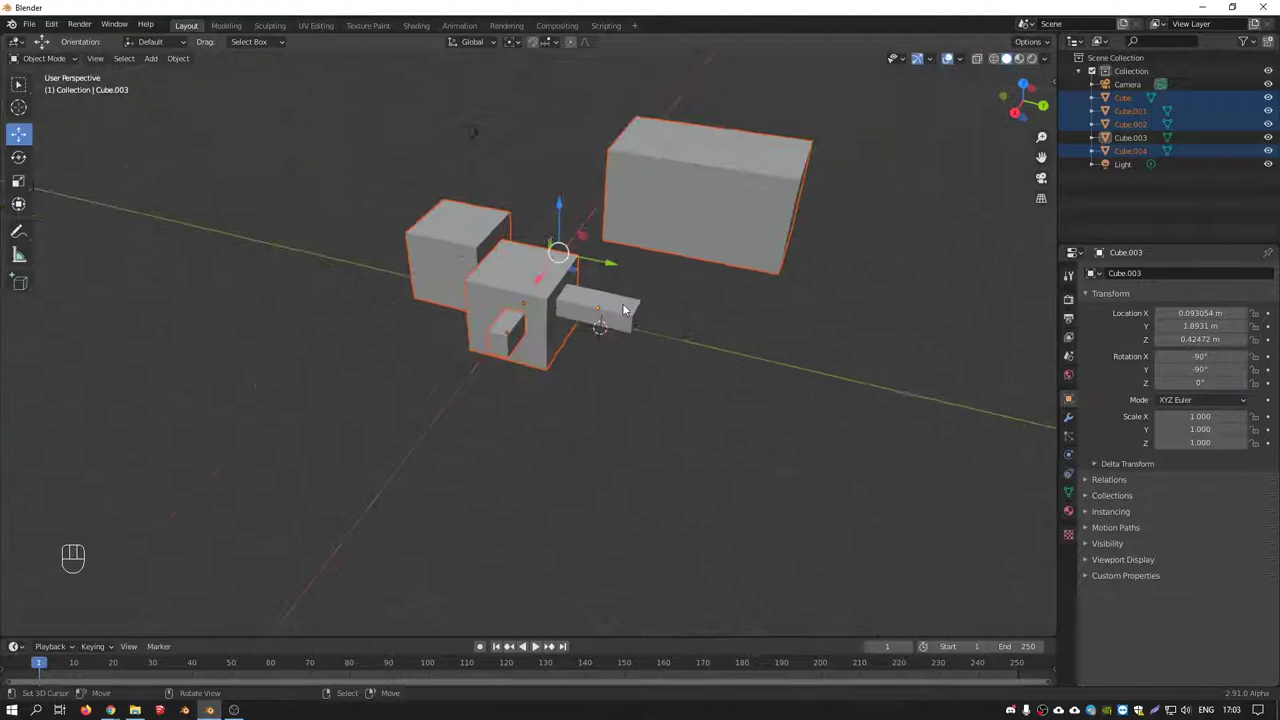 Blender
File Edit Render Window Help Layout Modeling Sculpting UV Editing Texture Paint Shading Animation Rendering Compositing Scripting + Scene View Layer
Orientation: Default Drag: Select Box Global Options
Object Mode View Select Add Object
User Perspective
(1) Collection | Cube.003
Scene Collection
Collection
Camera
Cube
Cube.001
Cube.002
Cube.003
Cube.004
Light
Cube.003
Cube.003
Transform
Location X 0.093054 m
Y 1.8931 m
Z 0.42472 m
Rotation X -90°
Y -90°
Z 0°
Mode XYZ Euler
Scale X 1.000
Y 1.000
Z 1.000
Delta Transform
Relations
Collections
Instancing
Motion Paths
Visibility
Viewport Display
Custom Properties
Playback Keying View Marker 1 Start 1 End 250
1 10 20 30 40 50 60 70 80 90 100 110 120 130 140 150 160 170 180 190 200 210 220 230 240 250
Set 3D Cursor Move Rotate View Select Move 2.91.0 Alpha
ENG 17:03